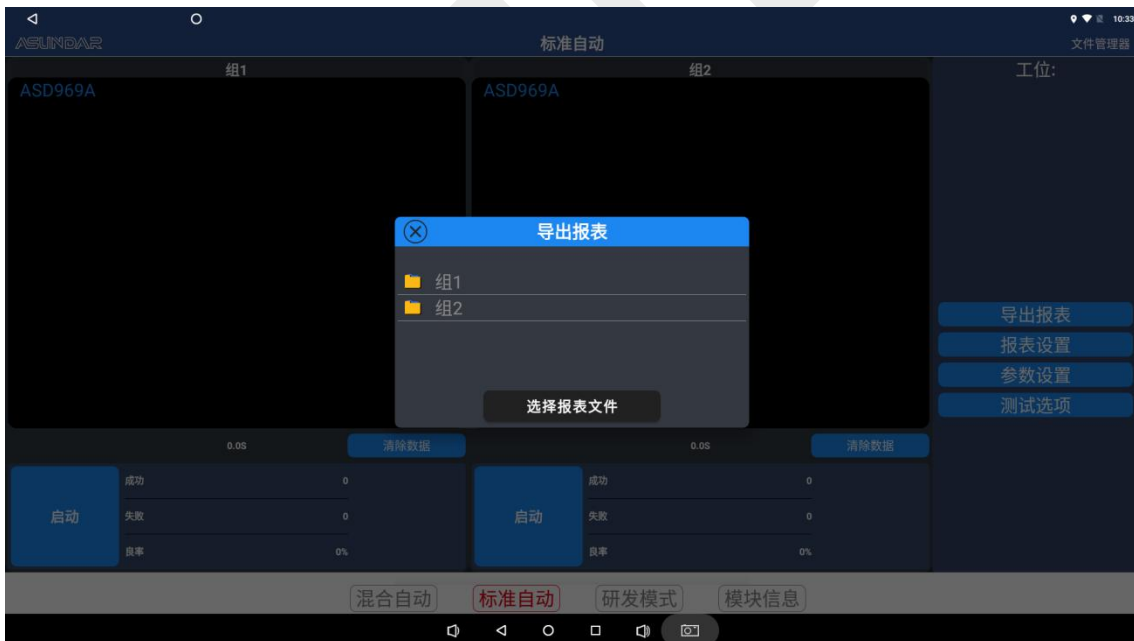 10:33
ASUNDAR
标准自动
文件管理器
组1
组2
工位:
ASD969A
ASD969A
导出报表
组1
组2
选择报表文件
导出报表
报表设置
参数设置
测试选项
0.0S
清除数据
0.0S
清除数据
启动
成功
0
失败
0
良率
0%
启动
成功
0
失败
0
良率
0%
混合自动
标准自动
研发模式
模块信息